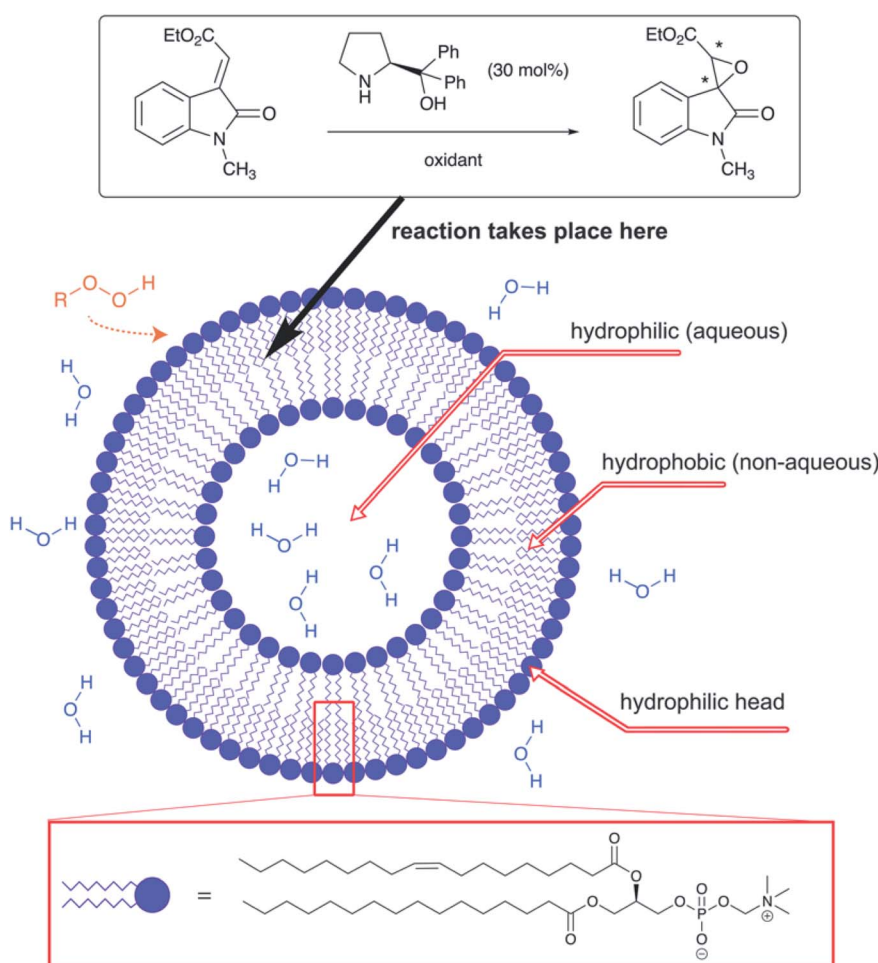 EtO₂C
O
N
CH₃
N
H
Ph
Ph
OH
(30 mol%)
oxidant
EtO₂C
*
O
*
O
N
CH₃
reaction takes place here
R O O H
H O H
hydrophilic (aqueous)
H O H
H O H
hydrophobic (non-aqueous)
H O H
H O H
H O H
H O H
H O H
hydrophilic head
H O H
H O H
=
O
O
O
O
O
O
P
O
O
⊖
N
⊕